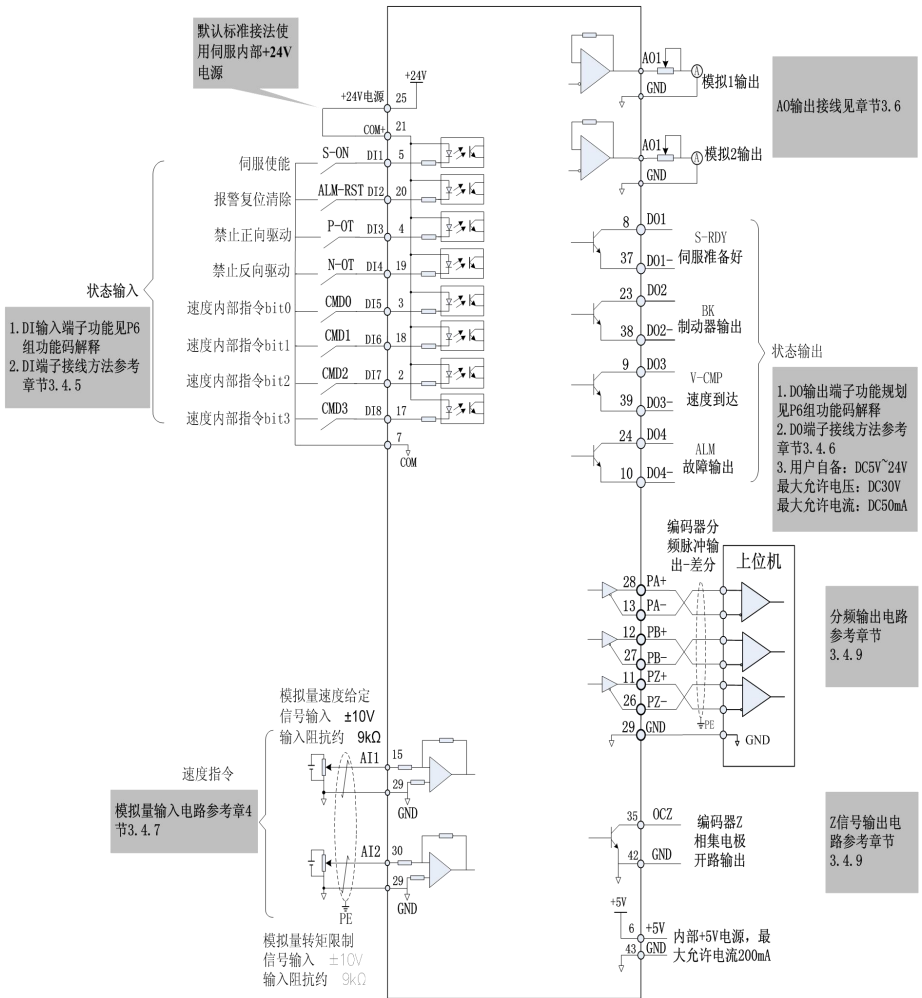 默认标准接法使
用伺服内部+24V
电源
+24V
+24V电源
25
COM+
21
伺服使能
S-ON
DI1
5
报警复位清除
ALM-RST
DI2
20
禁止正向驱动
P-OT
DI3
4
禁止反向驱动
N-OT
DI4
19
速度内部指令bit0
CMD0
DI5
3
速度内部指令bit1
CMD1
DI6
18
速度内部指令bit2
CMD2
DI7
2
速度内部指令bit3
CMD3
DI8
17
7
COM
状态输入
1.DI输入端子功能见P6
组功能码解释
2.DI端子接线方法参考
章节3.4.5
AO1
A
GND
模拟1输出
AO1
A
模拟2输出
GND
AO输出接线见章节3.6
8
DO1
S-RDY
伺服准备好
37
DO1-
23
DO2
BK
制动器输出
38
DO2-
9
DO3
V-CMP
速度到达
39
DO3-
24
DO4
ALM
故障输出
10
DO4-
状态输出
1.DO输出端子功能规划
见P6组功能码解释
2.DO端子接线方法参考
章节3.4.6
3.用户自备：DC5V~24V
最大允许电压：DC30V
最大允许电流：DC50mA
编码器分
频脉冲输
出-差分
上位机
28
PA+
13
PA-
12
PB+
27
PB-
11
PZ+
26
PZ-
PE
29
GND
GND
分频输出电路
参考章节
3.4.9
模拟量速度给定
信号输入 ±10V
输入阻抗约 9kΩ
AI1
15
29
GND
速度指令
模拟量输入电路参考章4
节3.4.7
AI2
30
29
GND
PE
模拟量转矩限制
信号输入 ±10V
输入阻抗约 9kΩ
35
OCZ
编码器Z
相集电极
开路输出
42
GND
Z信号输出电
路参考章节
3.4.9
+5V
6
+5V
43
GND
内部+5V电源，最
大允许电流200mA